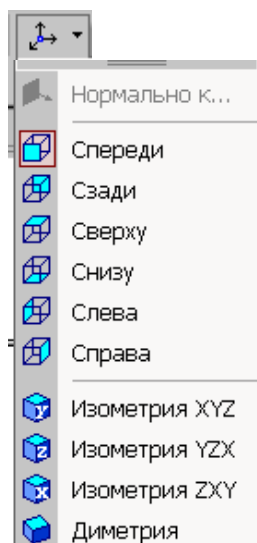 Нормально к...
Спереди
Сзади
Сверху
Снизу
Слева
Справа
Изометрия XYZ
Изометрия YZX
Изометрия ZXY
Диметрия